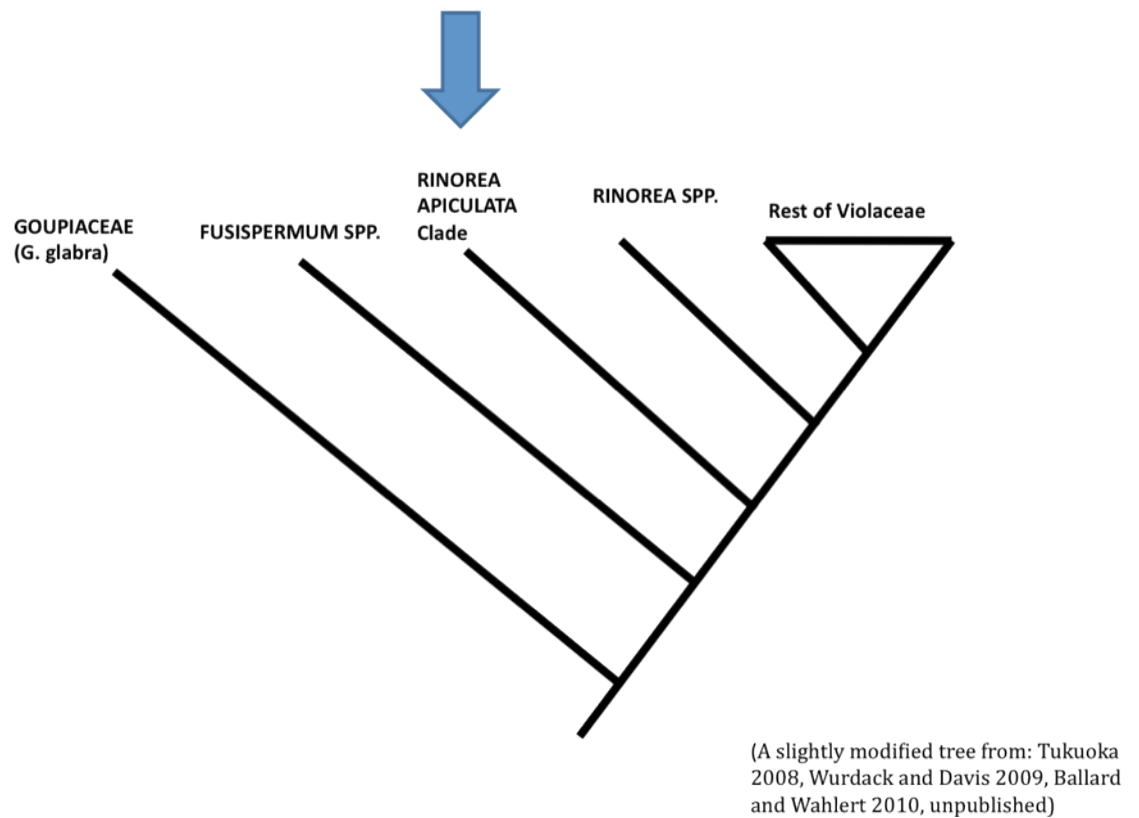 RINOREA
APICULATA
Clade
RINOREA SPP.
Rest of Violaceae
GOUPIACEAE
(G. glabra)
FUSISPERMUM SPP.
(A slightly modified tree from: Tukuoka
2008, Wurdack and Davis 2009, Ballard
and Wahlert 2010, unpublished)